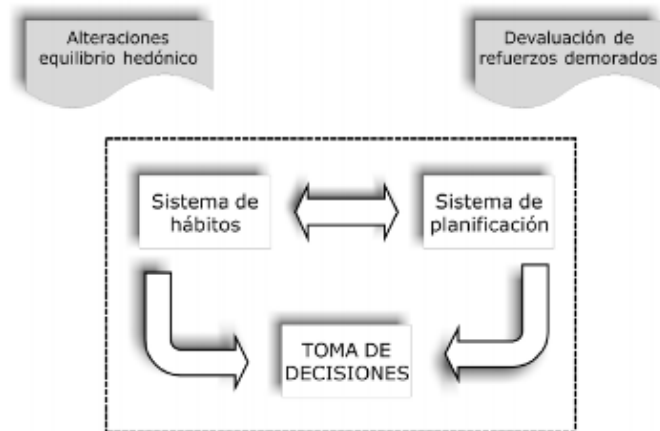 Alteraciones
equilibrio hedónico
Devaluación de
refuerzos demorados
Sistema de
hábitos
Sistema de
planificación
TOMA DE
DECISIONES